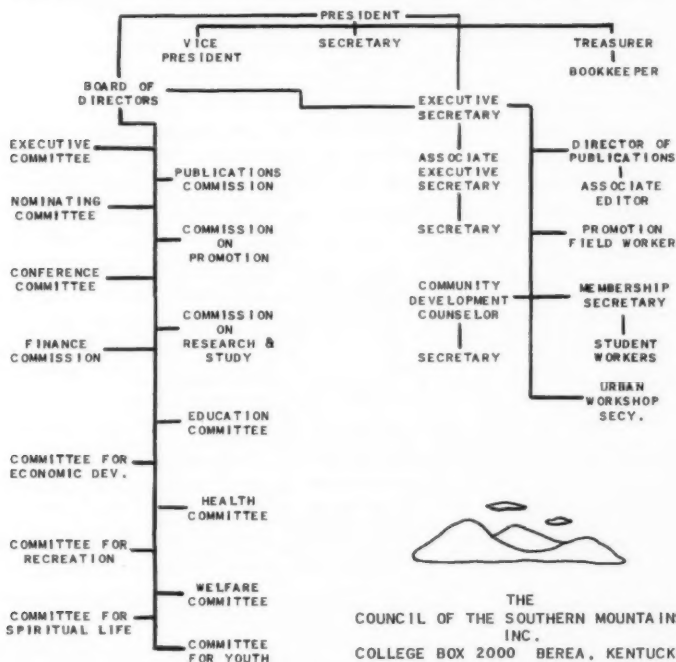 PRESIDENT
VICE
PRESIDENT
SECRETARY
TREASURER
BOOKKEEPER
BOARD OF
DIRECTORS
EXECUTIVE
SECRETARY
EXECUTIVE
COMMITTEE
PUBLICATIONS
COMMISSION
NOMINATING
COMMITTEE
COMMISSION
ON
PROMOTION
CONFERENCE
COMMITTEE
COMMISSION
ON
RESEARCH &
STUDY
FINANCE
COMMISSION
EDUCATION
COMMITTEE
COMMITTEE FOR
ECONOMIC DEV.
HEALTH
COMMITTEE
COMMITTEE FOR
RECREATION
WELFARE
COMMITTEE
COMMITTEE FOR
SPIRITUAL LIFE
COMMITTEE
FOR YOUTH
ASSOCIATE
EXECUTIVE
SECRETARY
SECRETARY
COMMUNITY
DEVELOPMENT
COUNSELOR
SECRETARY
DIRECTOR OF
PUBLICATIONS
ASSOCIATE
EDITOR
PROMOTION
FIELD WORKER
MEMBERSHIP
SECRETARY
STUDENT
WORKERS
URBAN
WORKSHOP
SECY.
THE
COUNCIL OF THE SOUTHERN MOUNTAINS
INC.
COLLEGE BOX 2000 BEREA, KENTUCK